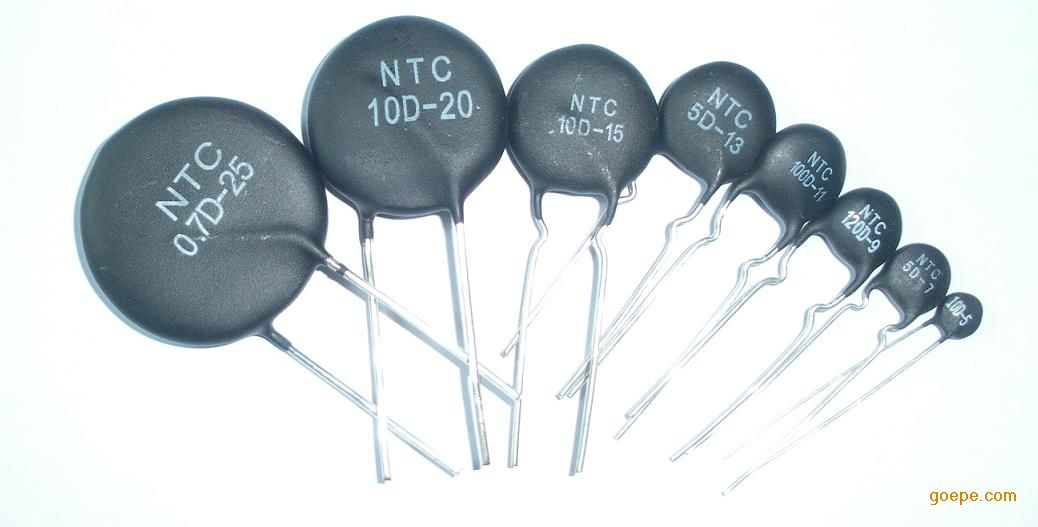 NTC
0.7D-25
NTC
10D-20
NTC
10D-15
NTC
5D-13
NTC
100D-11
NTC
120D-9
NTC
5D-7
10D-5
goepe.com